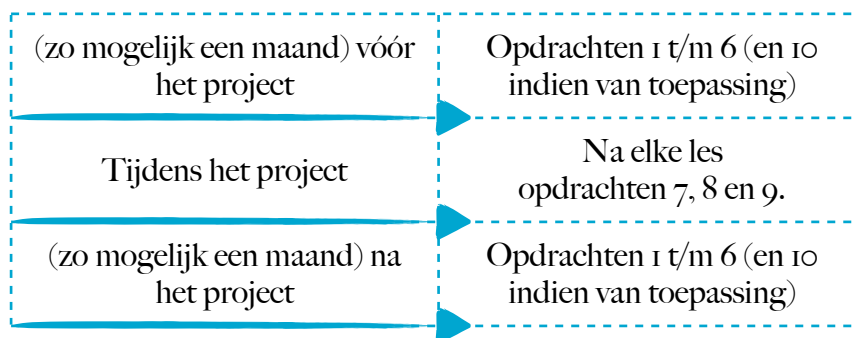 (zo mogelijk een maand) vóór
het project
Opdrachten 1 t/m 6 (en 10
indien van toepassing)
Tijdens het project
Na elke les
opdrachten 7, 8 en 9.
(zo mogelijk een maand) na
het project
Opdrachten 1 t/m 6 (en 10
indien van toepassing)